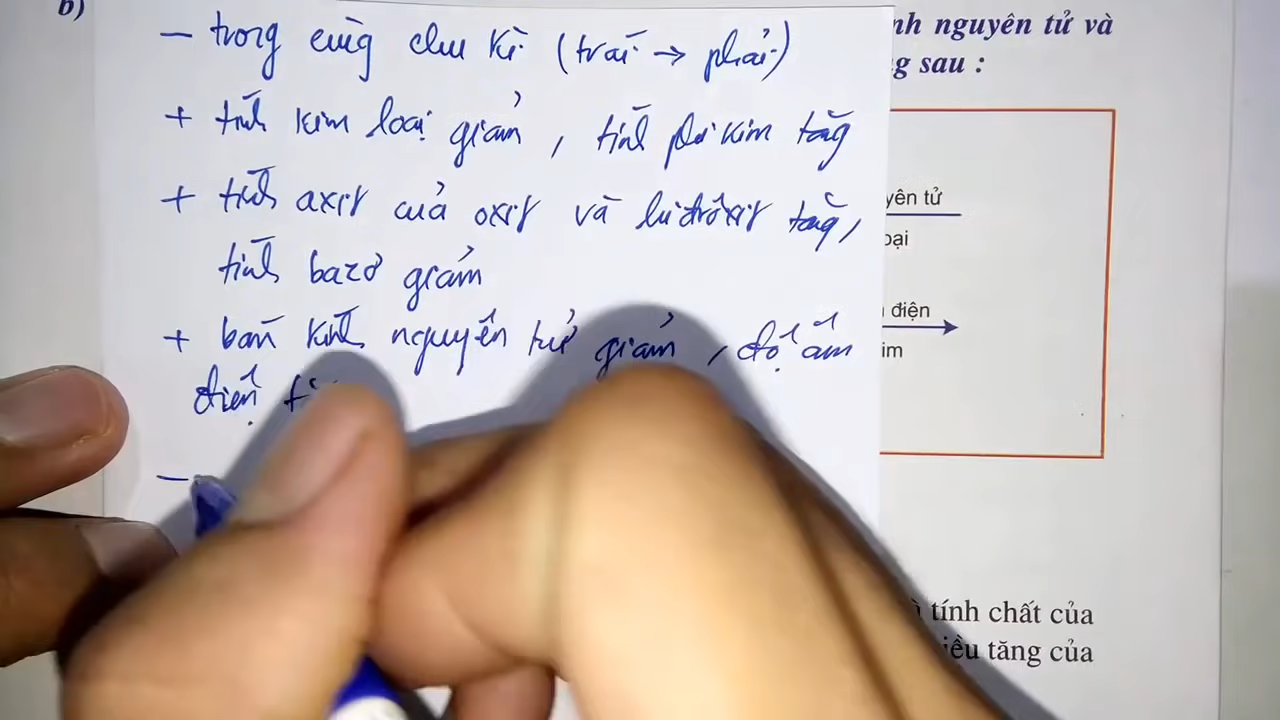 b)
- trong cùng chu kì (trái → phải)
+ tính kim loại giảm, tính phi kim tăng
+ tính axit của oxit và hiđroxit tăng,
tính bazơ giảm
+ bán kính nguyên tử giảm, độ âm
điện
-
nh nguyên tử và
g sau :
yên tử
oại
điện
im
tính chất của
iều tăng của